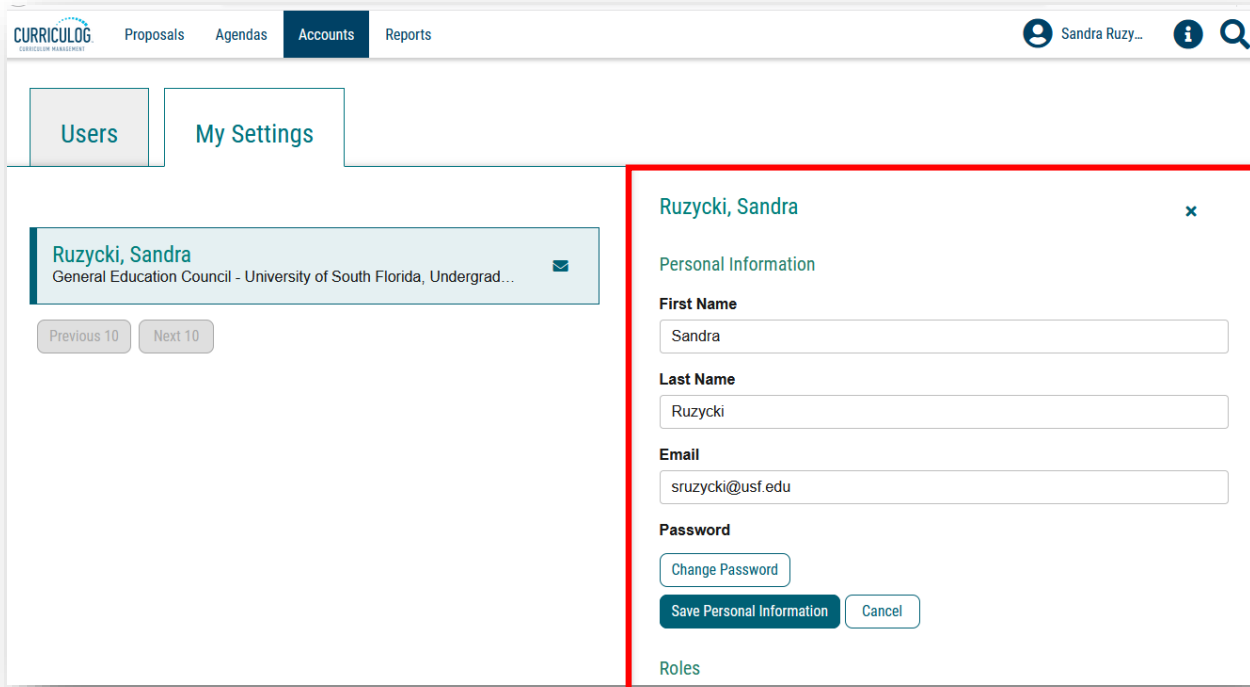 CURRICULOG
CURRICULUM MANAGEMENT
Proposals
Agendas
Accounts
Reports
Sandra Ruzy...
Users
My Settings
Ruzycki, Sandra
General Education Council - University of South Florida, Undergrad...
Previous 10
Next 10
Ruzycki, Sandra
Personal Information
First Name
Sandra
Last Name
Ruzycki
Email
sruzycki@usf.edu
Password
Change Password
Save Personal Information
Cancel
Roles